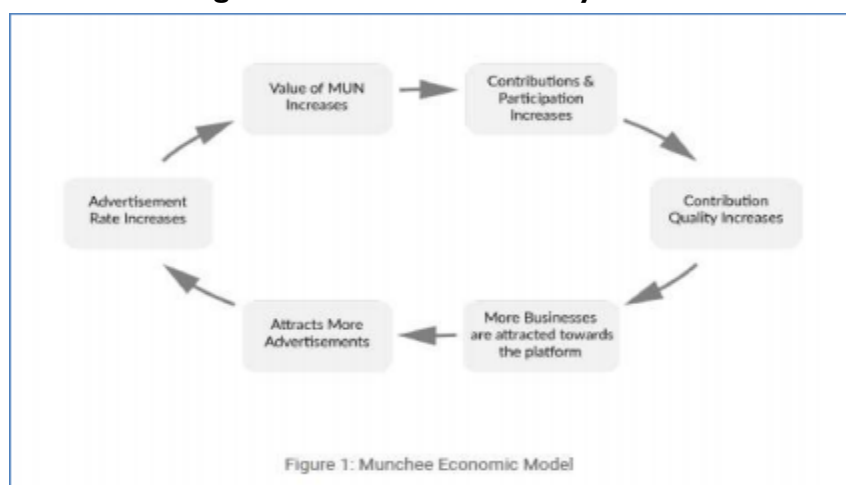 Value of MUN
Increases
Contributions &
Participation
Increases
Contribution
Quality Increases
More Businesses
are attracted towards
the platform
Attracts More
Advertisements
Advertisement
Rate Increases
Figure 1: Munchee Economic Model